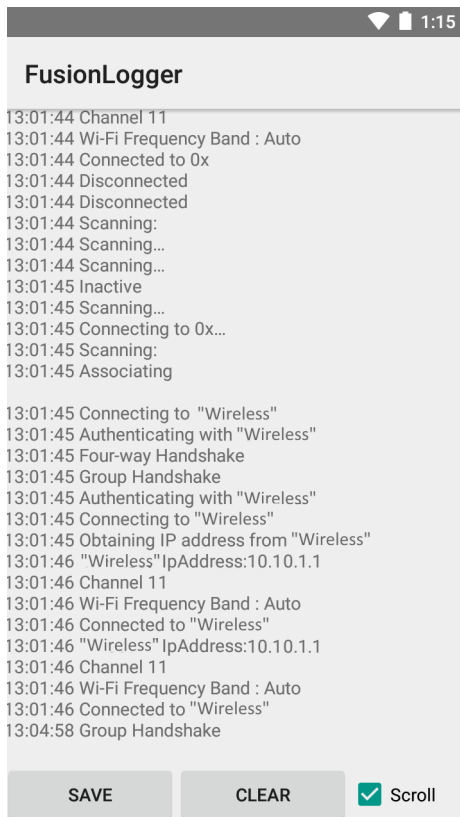 1:15
FusionLogger
13:01:44 Channel 11
13:01:44 Wi-Fi Frequency Band : Auto
13:01:44 Connected to 0x
13:01:44 Disconnected
13:01:44 Disconnected
13:01:44 Scanning:
13:01:44 Scanning...
13:01:44 Scanning...
13:01:45 Inactive
13:01:45 Scanning...
13:01:45 Connecting to 0x...
13:01:45 Scanning:
13:01:45 Associating
13:01:45 Connecting to "Wireless"
13:01:45 Authenticating with "Wireless"
13:01:45 Four-way Handshake
13:01:45 Group Handshake
13:01:45 Authenticating with "Wireless"
13:01:45 Connecting to "Wireless"
13:01:45 Obtaining IP address from "Wireless"
13:01:46 "Wireless" IpAddress:10.10.1.1
13:01:46 Channel 11
13:01:46 Wi-Fi Frequency Band : Auto
13:01:46 Connected to "Wireless"
13:01:46 "Wireless" IpAddress:10.10.1.1
13:01:46 Channel 11
13:01:46 Wi-Fi Frequency Band : Auto
13:01:46 Connected to "Wireless"
13:04:58 Group Handshake
SAVE CLEAR Scroll